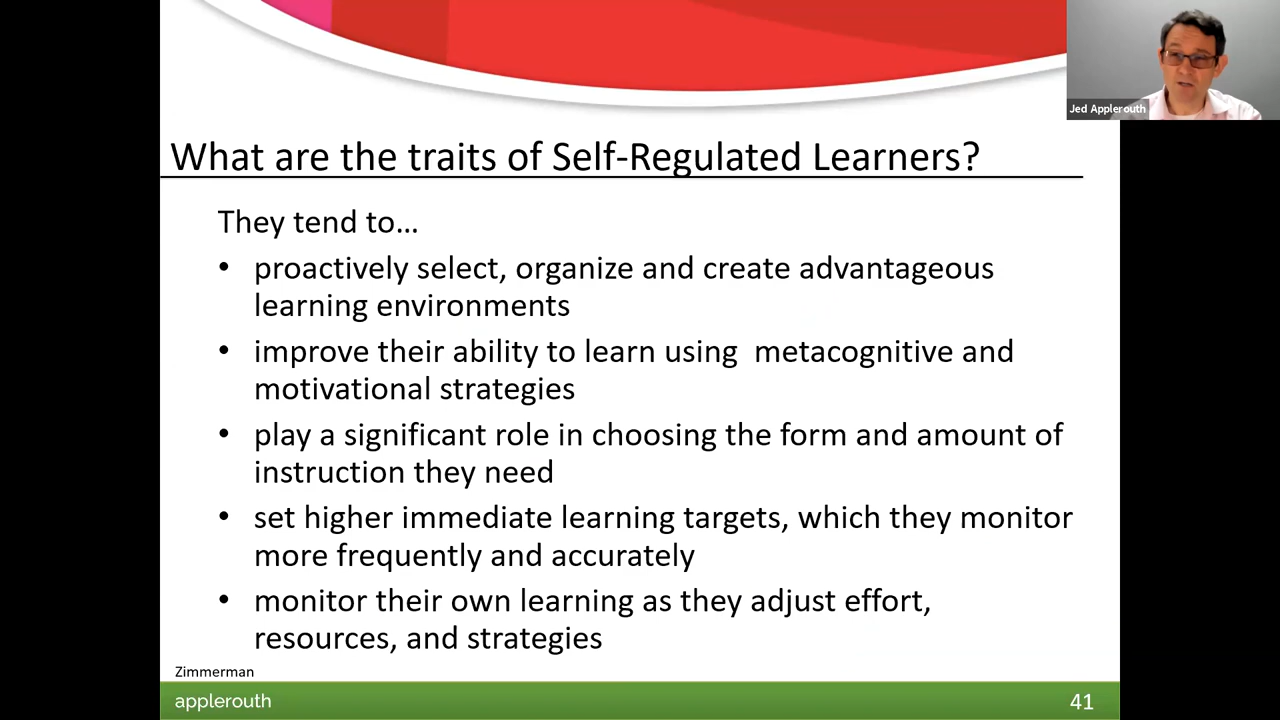 Jed Applerouth
What are the traits of Self-Regulated Learners?
They tend to...
• proactively select, organize and create advantageous
learning environments
• improve their ability to learn using  metacognitive and
motivational strategies
• play a significant role in choosing the form and amount of
instruction they need
• set higher immediate learning targets, which they monitor
more frequently and accurately
• monitor their own learning as they adjust effort,
resources, and strategies
Zimmerman
applerouth
41